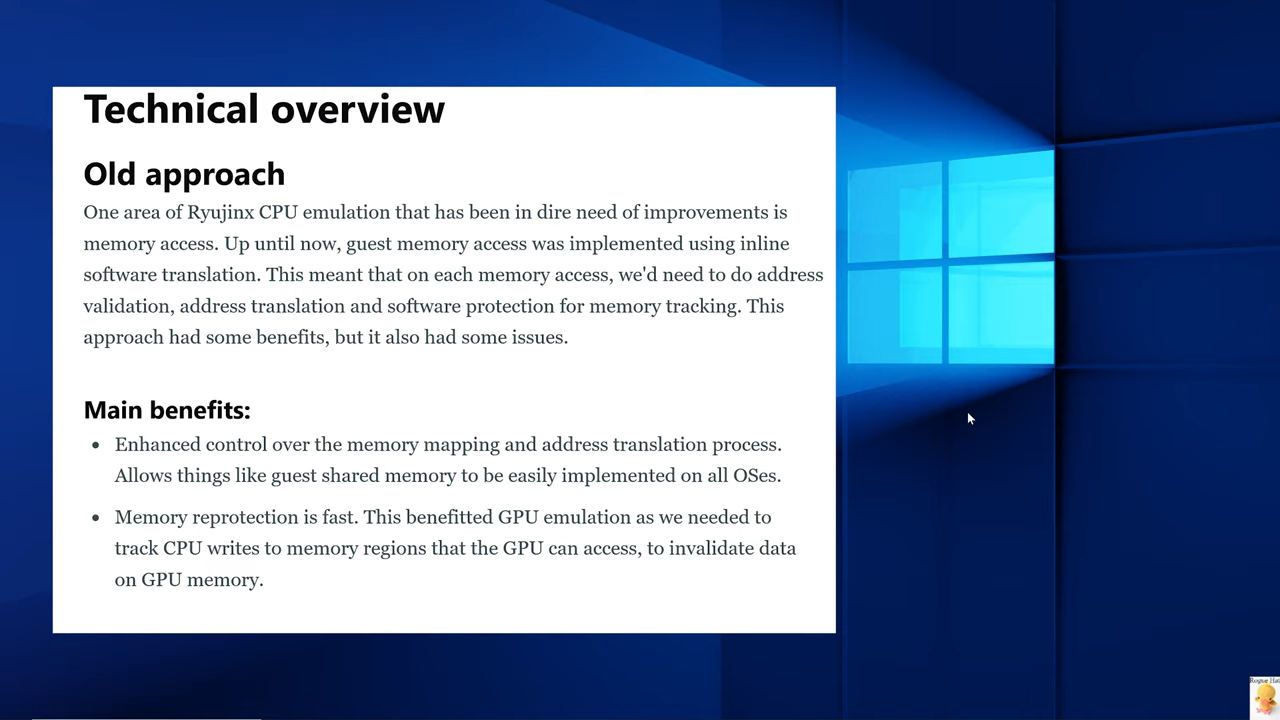 Technical overview
Old approach
One area of Ryujinx CPU emulation that has been in dire need of improvements is
memory access. Up until now, guest memory access was implemented using inline
software translation. This meant that on each memory access, we'd need to do address
validation, address translation and software protection for memory tracking. This
approach had some benefits, but it also had some issues.
Main benefits:
• Enhanced control over the memory mapping and address translation process.
Allows things like guest shared memory to be easily implemented on all OSes.
• Memory reprotection is fast. This benefitted GPU emulation as we needed to
track CPU writes to memory regions that the GPU can access, to invalidate data
on GPU memory.
Rogue